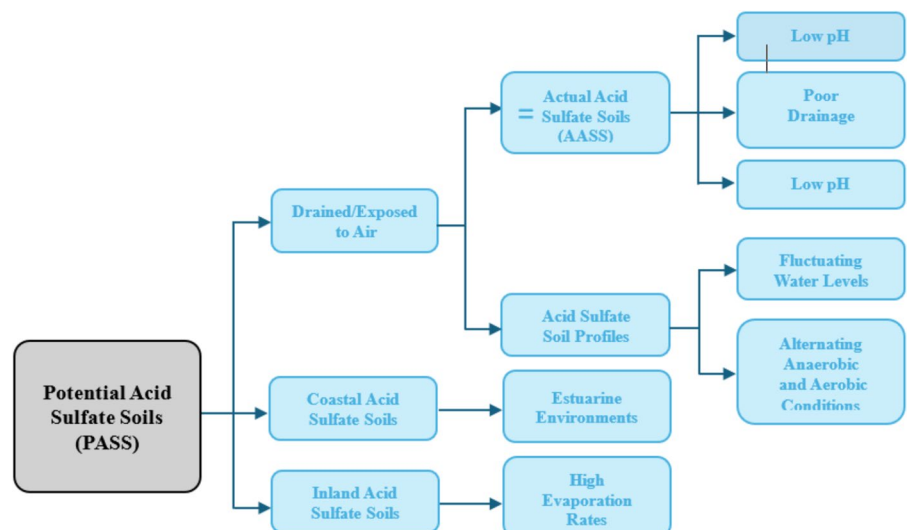 Low pH
= Actual Acid
Sulfate Soils
(AASS)
Poor
Drainage
Low pH
Drained/Exposed
to Air
Fluctuating
Water Levels
Acid Sulfate
Soil Profiles
Alternating
Anaerobic
and Aerobic
Conditions
Potential Acid
Sulfate Soils
(PASS)
Coastal Acid
Sulfate Soils
Estuarine
Environments
Inland Acid
Sulfate Soils
High
Evaporation
Rates